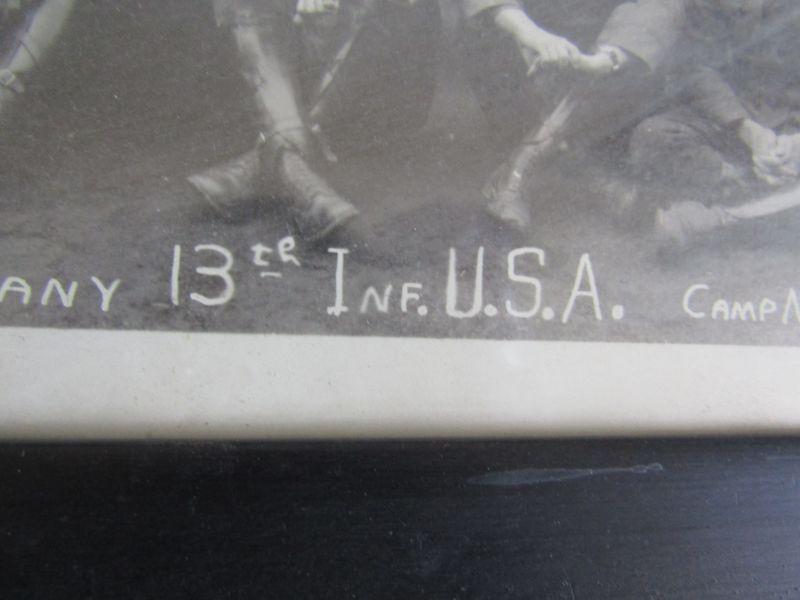 ANY 13th INF. U.S.A. CAMP